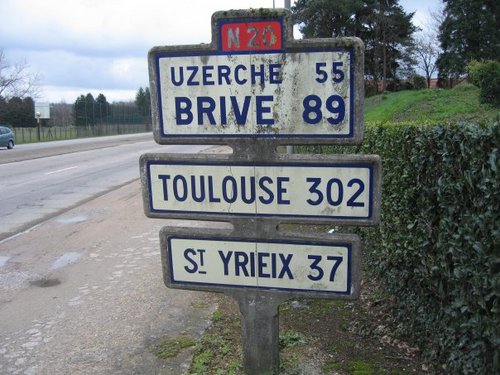 N 20
UZERCHE 55
BRIVE 89
TOULOUSE 302
ST YRIEIX 37